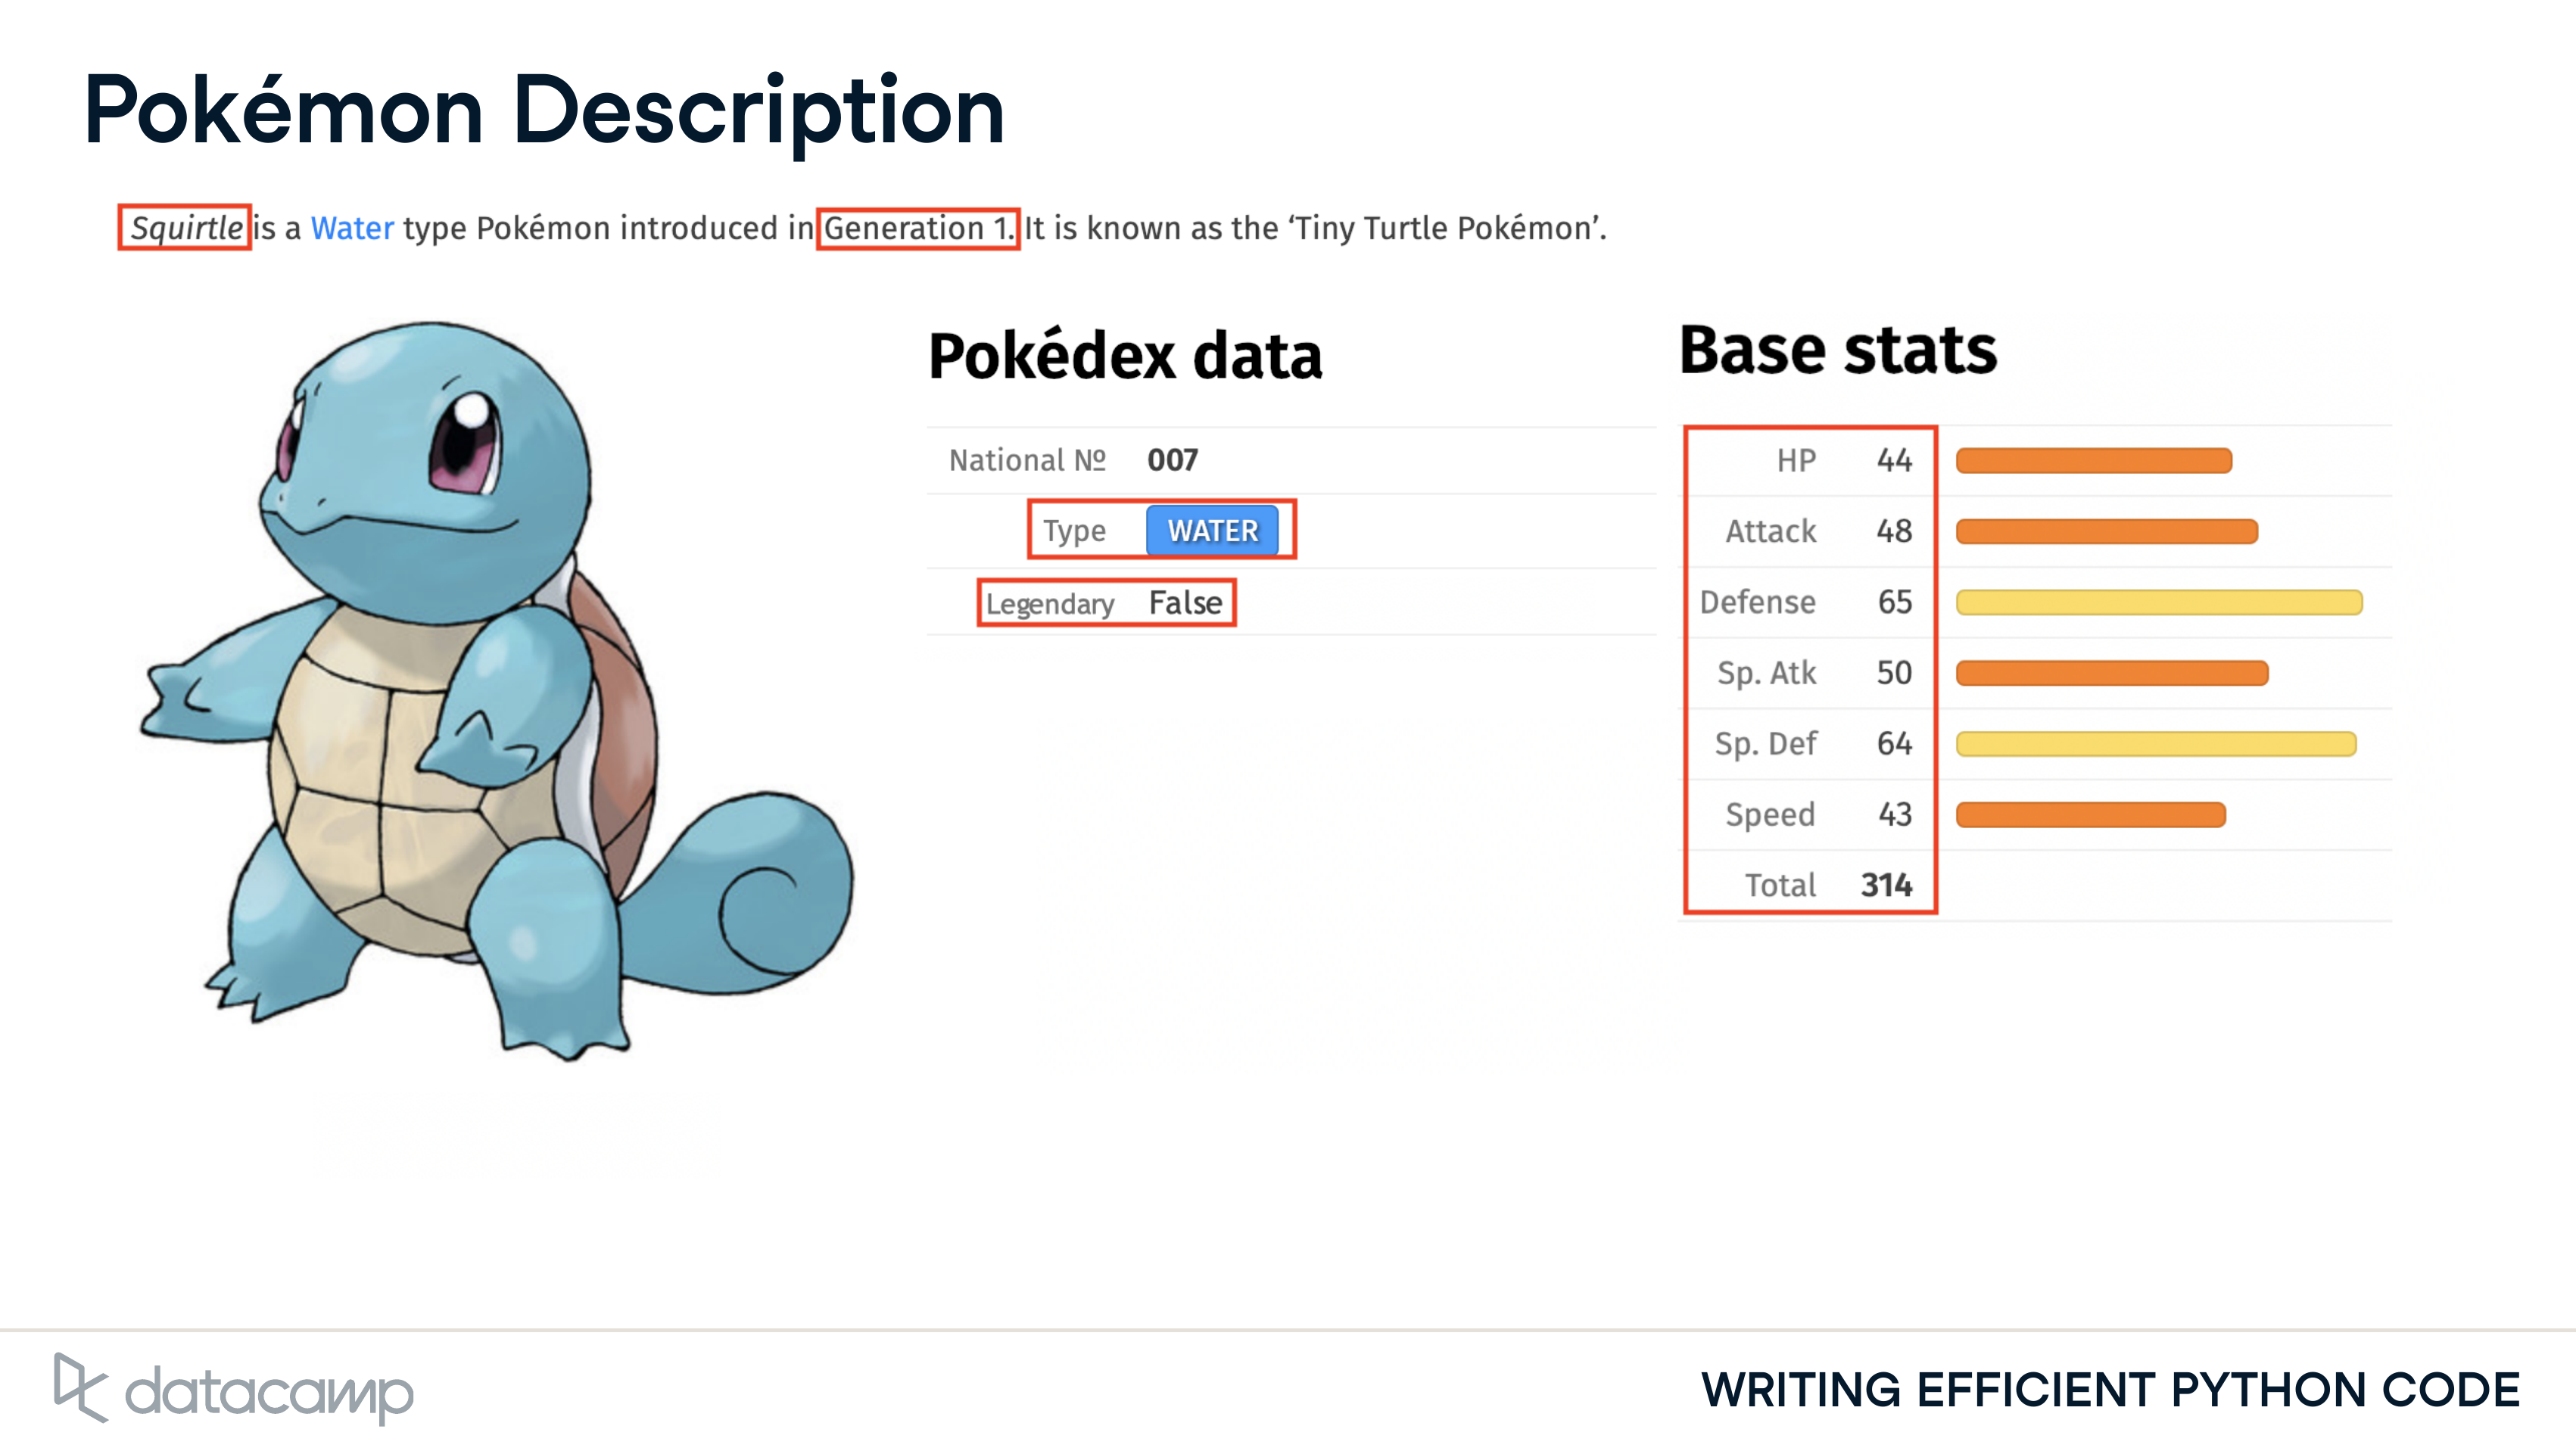 Pokémon Description
Squirtle is a Water type Pokémon introduced in Generation 1. It is known as the ‘Tiny Turtle Pokémon’.
Pokédex data
National Nº 007
Type WATER
Legendary False
Base stats
HP 44
Attack 48
Defense 65
Sp. Atk 50
Sp. Def 64
Speed 43
Total 314
datacamp
WRITING EFFICIENT PYTHON CODE